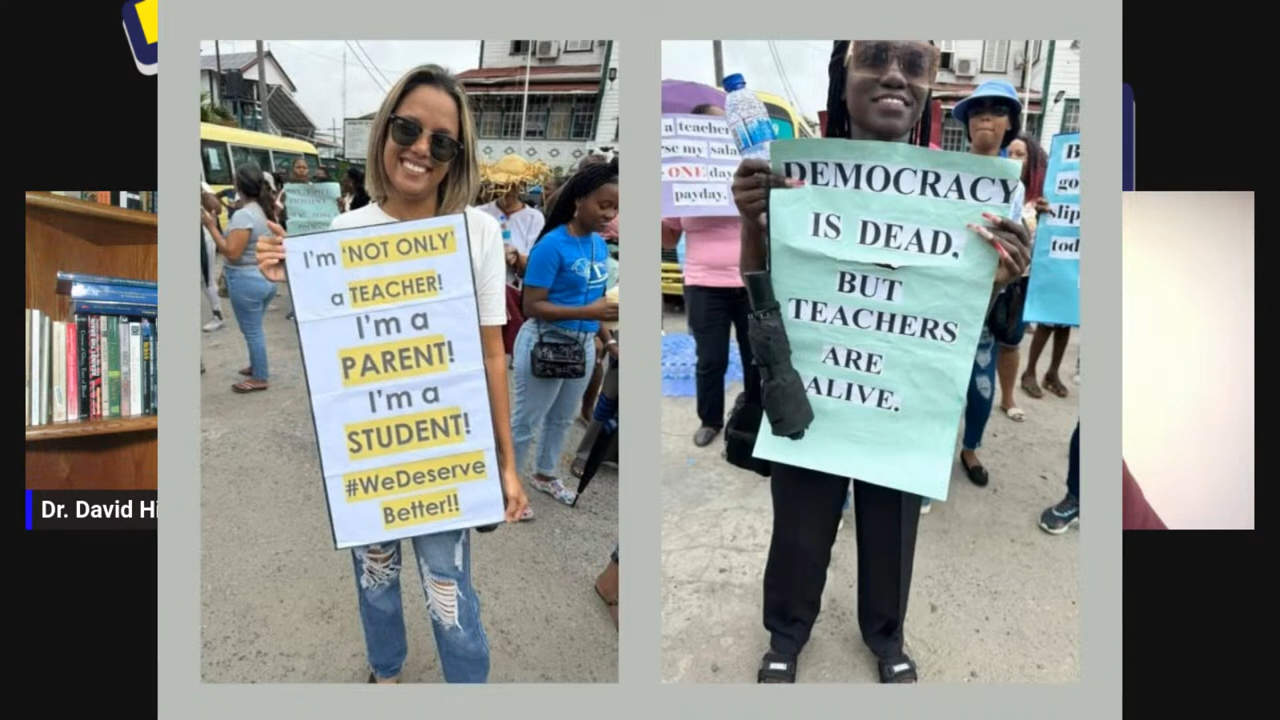 I'm 'NOT ONLY'
a TEACHER!
I'm a
PARENT!
I'm a
STUDENT!
#WeDeserve
Better!!
a teacher
ONE day
payday.
DEMOCRACY
IS DEAD,
BUT
TEACHERS
ARE
ALIVE.
Dr. David Hi